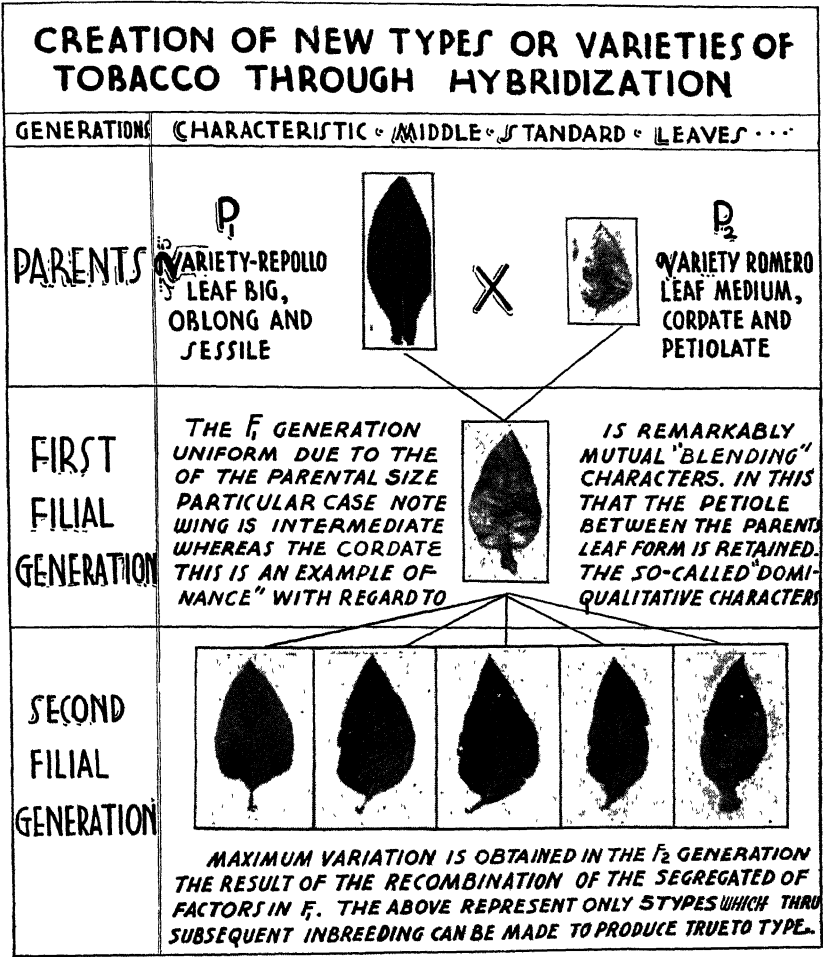 CREATION OF NEW TYPES OR VARIETIES OF
TOBACCO THROUGH HYBRIDIZATION
GENERATIONS CHARACTERISTIC · MIDDLE · STANDARD · LEAVES ····
PARENTS
P1
VARIETY-REPOLLO
LEAF BIG,
OBLONG AND
SESSILE
X
P2
VARIETY ROMERO
LEAF MEDIUM,
CORDATE AND
PETIOLATE
FIRST
FILIAL
GENERATION
THE F1 GENERATION IS REMARKABLY
UNIFORM DUE TO THE MUTUAL "BLENDING"
OF THE PARENTAL SIZE CHARACTERS. IN THIS
PARTICULAR CASE NOTE THAT THE PETIOLE
WING IS INTERMEDIATE BETWEEN THE PARENTS
WHEREAS THE CORDATE LEAF FORM IS RETAINED.
THIS IS AN EXAMPLE OF THE SO-CALLED "DOMI-
NANCE" WITH REGARD TO QUALITATIVE CHARACTERS
SECOND
FILIAL
GENERATION
MAXIMUM VARIATION IS OBTAINED IN THE F2 GENERATION
THE RESULT OF THE RECOMBINATION OF THE SEGREGATED OF
FACTORS IN F1. THE ABOVE REPRESENT ONLY 5 TYPES WHICH THRU
SUBSEQUENT INBREEDING CAN BE MADE TO PRODUCE TRUE TO TYPE.